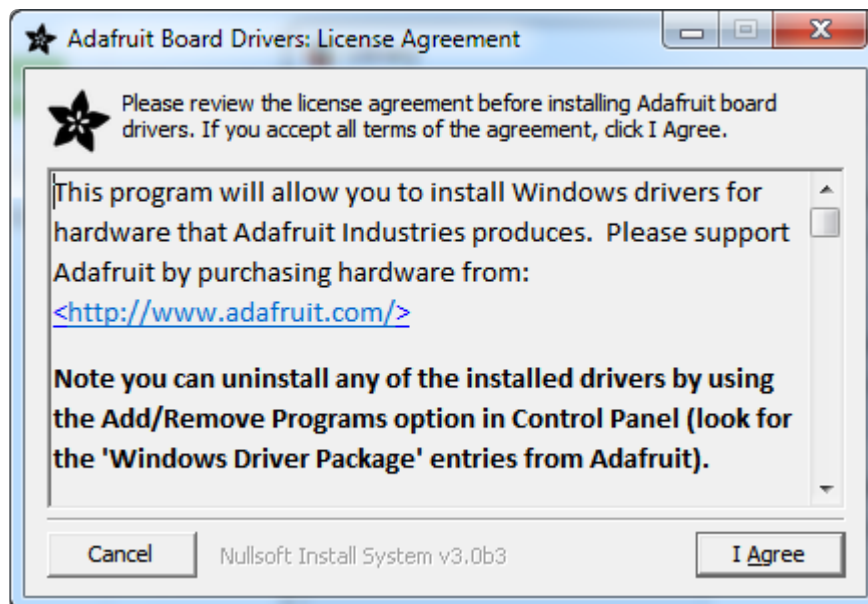 Adafruit Board Drivers: License Agreement
Please review the license agreement before installing Adafruit board
drivers. If you accept all terms of the agreement, click I Agree.
This program will allow you to install Windows drivers for
hardware that Adafruit Industries produces.  Please support
Adafruit by purchasing hardware from:
<http://www.adafruit.com/>
Note you can uninstall any of the installed drivers by using
the Add/Remove Programs option in Control Panel (look for
the 'Windows Driver Package' entries from Adafruit).
Cancel
Nullsoft Install System v3.0b3
I Agree